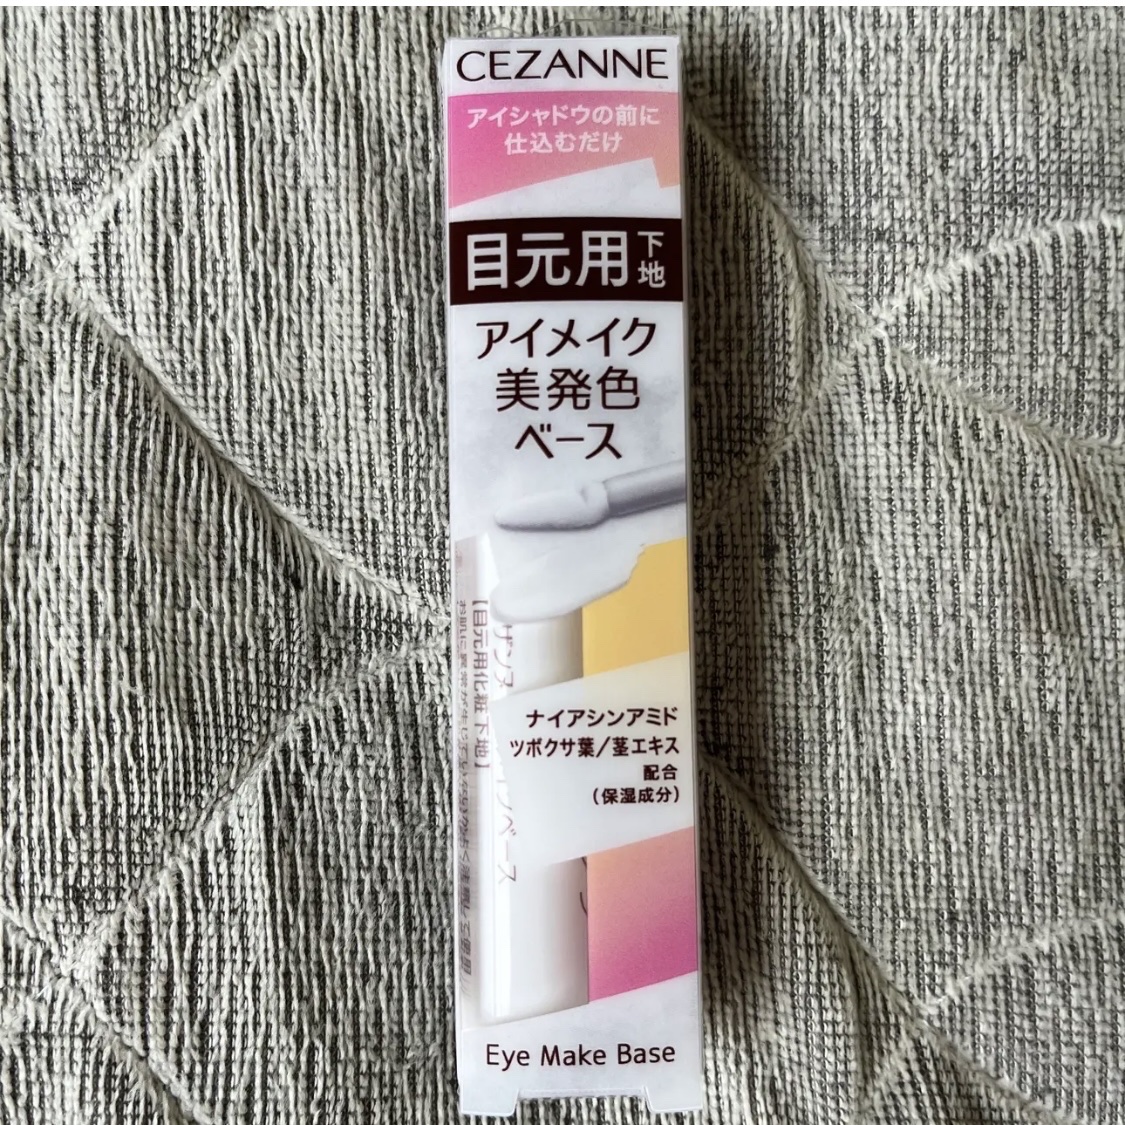 CEZANNE
アイシャドウの前に
仕込むだけ
目元用下地
アイメイク
美発色
ベース
ナイアシンアミド
ツボクサ葉/茎エキス
配合
(保湿成分)
【目元用化粧下地】
Eye Make Base